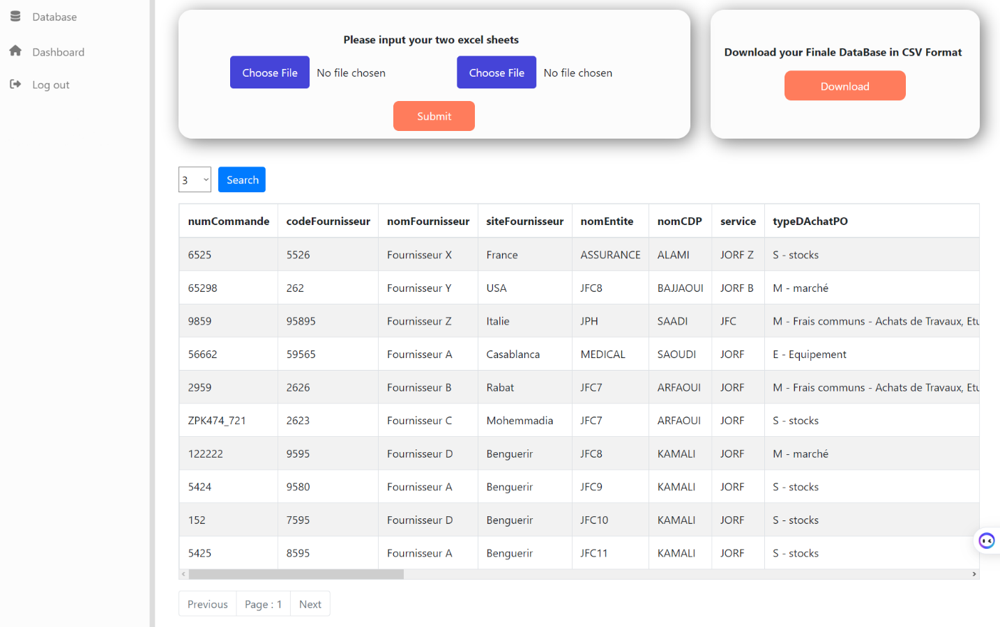 Database
Dashboard
Log out
Please input your two excel sheets
Choose File No file chosen Choose File No file chosen
Submit
Download your Finale DataBase in CSV Format
Download
3 Search
numCommande codeFournisseur nomFournisseur siteFournisseur nomEntite nomCDP service typeDAchatPO
6525 5526 Fournisseur X France ASSURANCE ALAMI JORF Z S - stocks
65298 262 Fournisseur Y USA JFC8 BAJJAOUI JORF B M - marché
9859 95895 Fournisseur Z Italie JPH SAADI JFC M - Frais communs - Achats de Travaux, Etu
56662 59565 Fournisseur A Casablanca MEDICAL SAOUDI JORF E - Equipement
2959 2626 Fournisseur B Rabat JFC7 ARFAOUI JORF M - Frais communs - Achats de Travaux, Etu
ZPK474_721 2623 Fournisseur C Mohemmadia JFC7 ARFAOUI JORF S - stocks
122222 9595 Fournisseur D Benguerir JFC8 KAMALI JORF M - marché
5424 9580 Fournisseur A Benguerir JFC9 KAMALI JORF S - stocks
152 7595 Fournisseur D Benguerir JFC10 KAMALI JORF S - stocks
5425 8595 Fournisseur A Benguerir JFC11 KAMALI JORF S - stocks
Previous Page : 1 Next